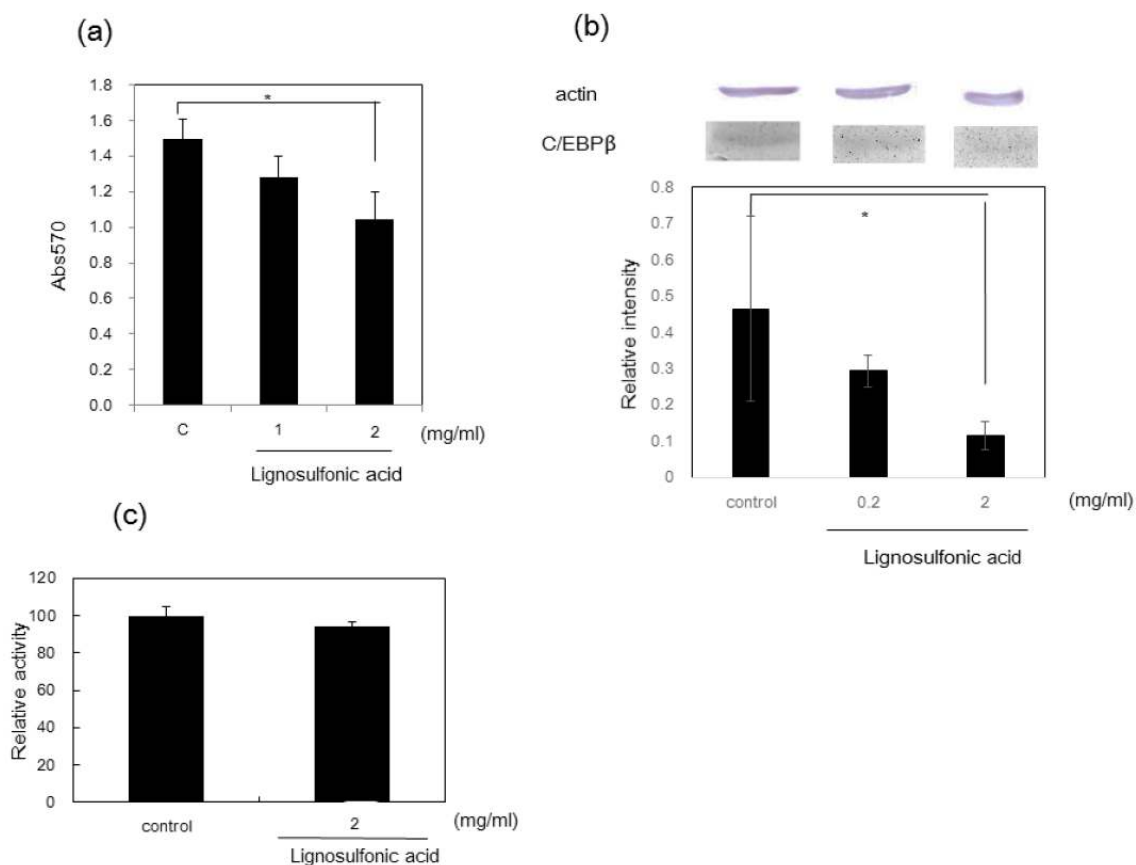 (a)
1.8
1.6
1.4
1.2
1.0
0.8
0.6
0.4
0.2
0.0
Abs570
*
C 1 2 (mg/ml)
Lignosulfonic acid
(b)
actin
C/EBPβ
0.8
0.7
0.6
0.5
0.4
0.3
0.2
0.1
0
Relative intensity
*
control 0.2 2 (mg/ml)
Lignosulfonic acid
(c)
120
100
80
60
40
20
0
Relative activity
control 2 (mg/ml)
Lignosulfonic acid